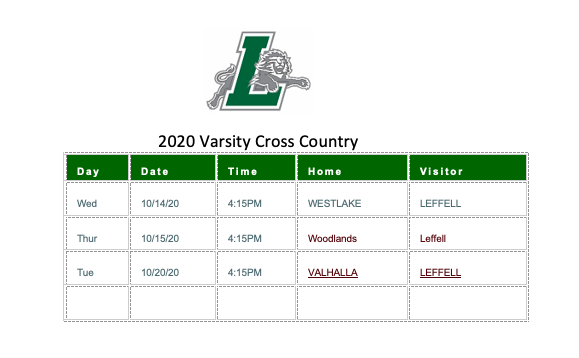 L
2020 Varsity Cross Country
Day Date Time Home Visitor
Wed 10/14/20 4:15PM WESTLAKE LEFFELL
Thur 10/15/20 4:15PM Woodlands Leffell
Tue 10/20/20 4:15PM VALHALLA LEFFELL